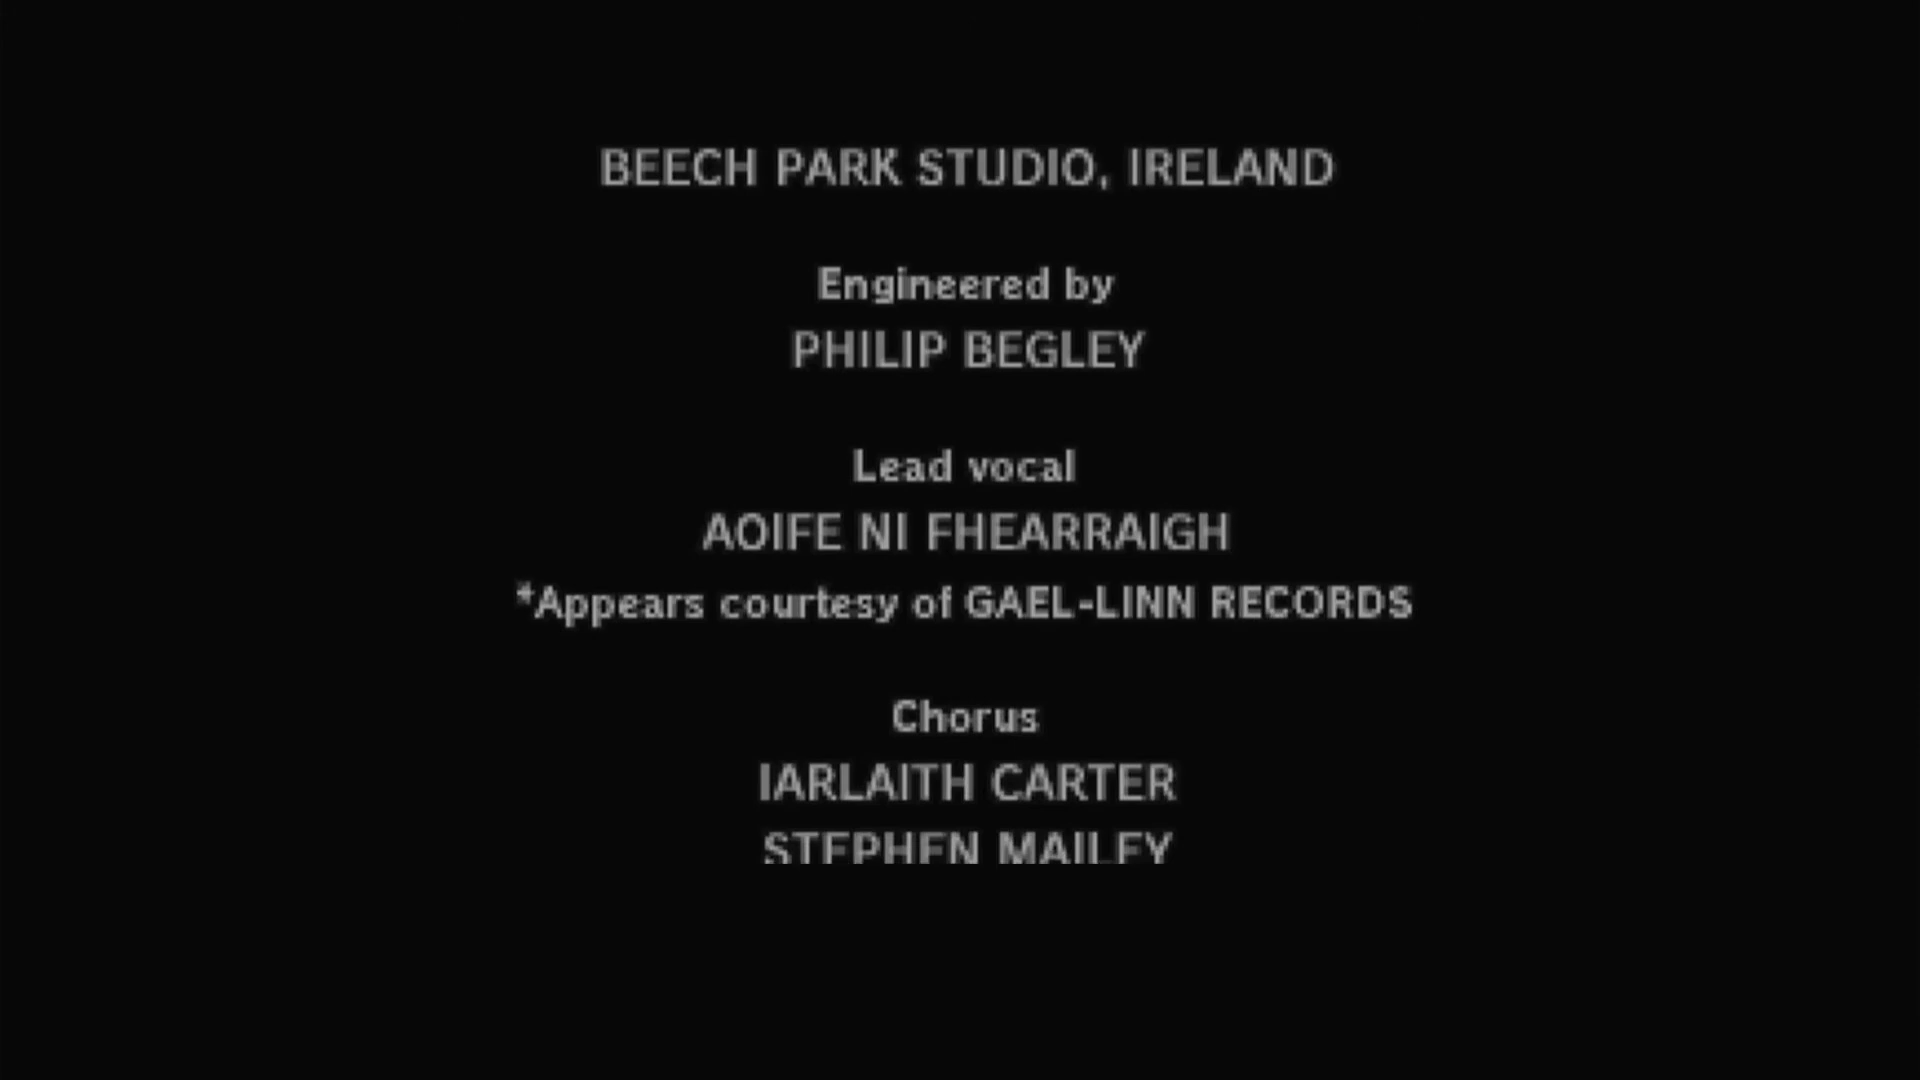 BEECH PARK STUDIO, IRELAND
Engineered by
PHILIP BEGLEY
Lead vocal
AOIFE NI FHEARRAIGH
*Appears courtesy of GAEL-LINN RECORDS
Chorus
IARLAITH CARTER
STEPHEN MAILEY